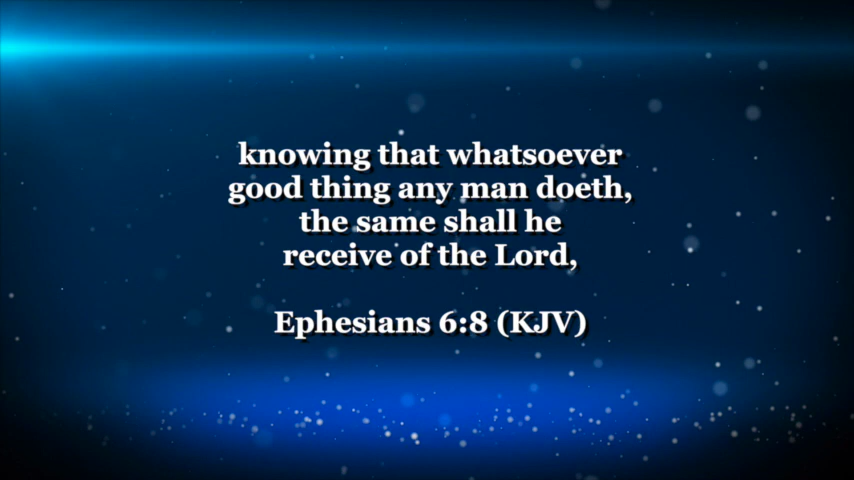 knowing that whatsoever
good thing any man doeth,
the same shall he
receive of the Lord,
Ephesians 6:8 (KJV)